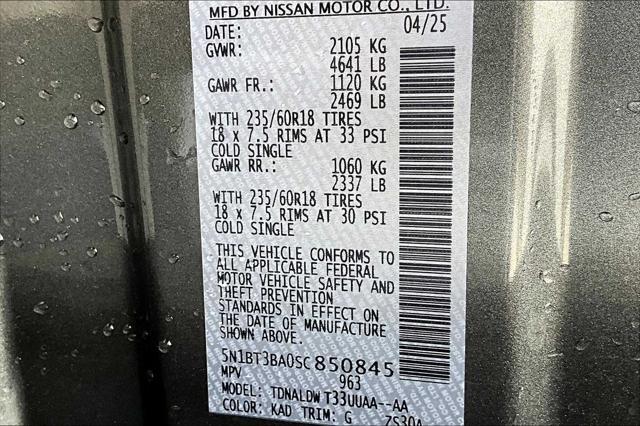 MFD BY NISSAN MOTOR CO., LTD.
DATE: 04/25
GVWR: 2105 KG
4641 LB
GAWR FR.: 1120 KG
2469 LB
WITH 235/60R18 TIRES
18 x 7.5 RIMS AT 33 PSI
COLD SINGLE
GAWR RR.: 1060 KG
2337 LB
WITH 235/60R18 TIRES
18 x 7.5 RIMS AT 30 PSI
COLD SINGLE
THIS VEHICLE CONFORMS TO
ALL APPLICABLE FEDERAL
MOTOR VEHICLE SAFETY AND
THEFT PREVENTION
STANDARDS IN EFFECT ON
THE DATE OF MANUFACTURE
SHOWN ABOVE.
5N1BT3BA0SC850845
MPV 963
MODEL: TDNALDWT33UUAA--AA
COLOR: KAD TRIM: G ZS30A